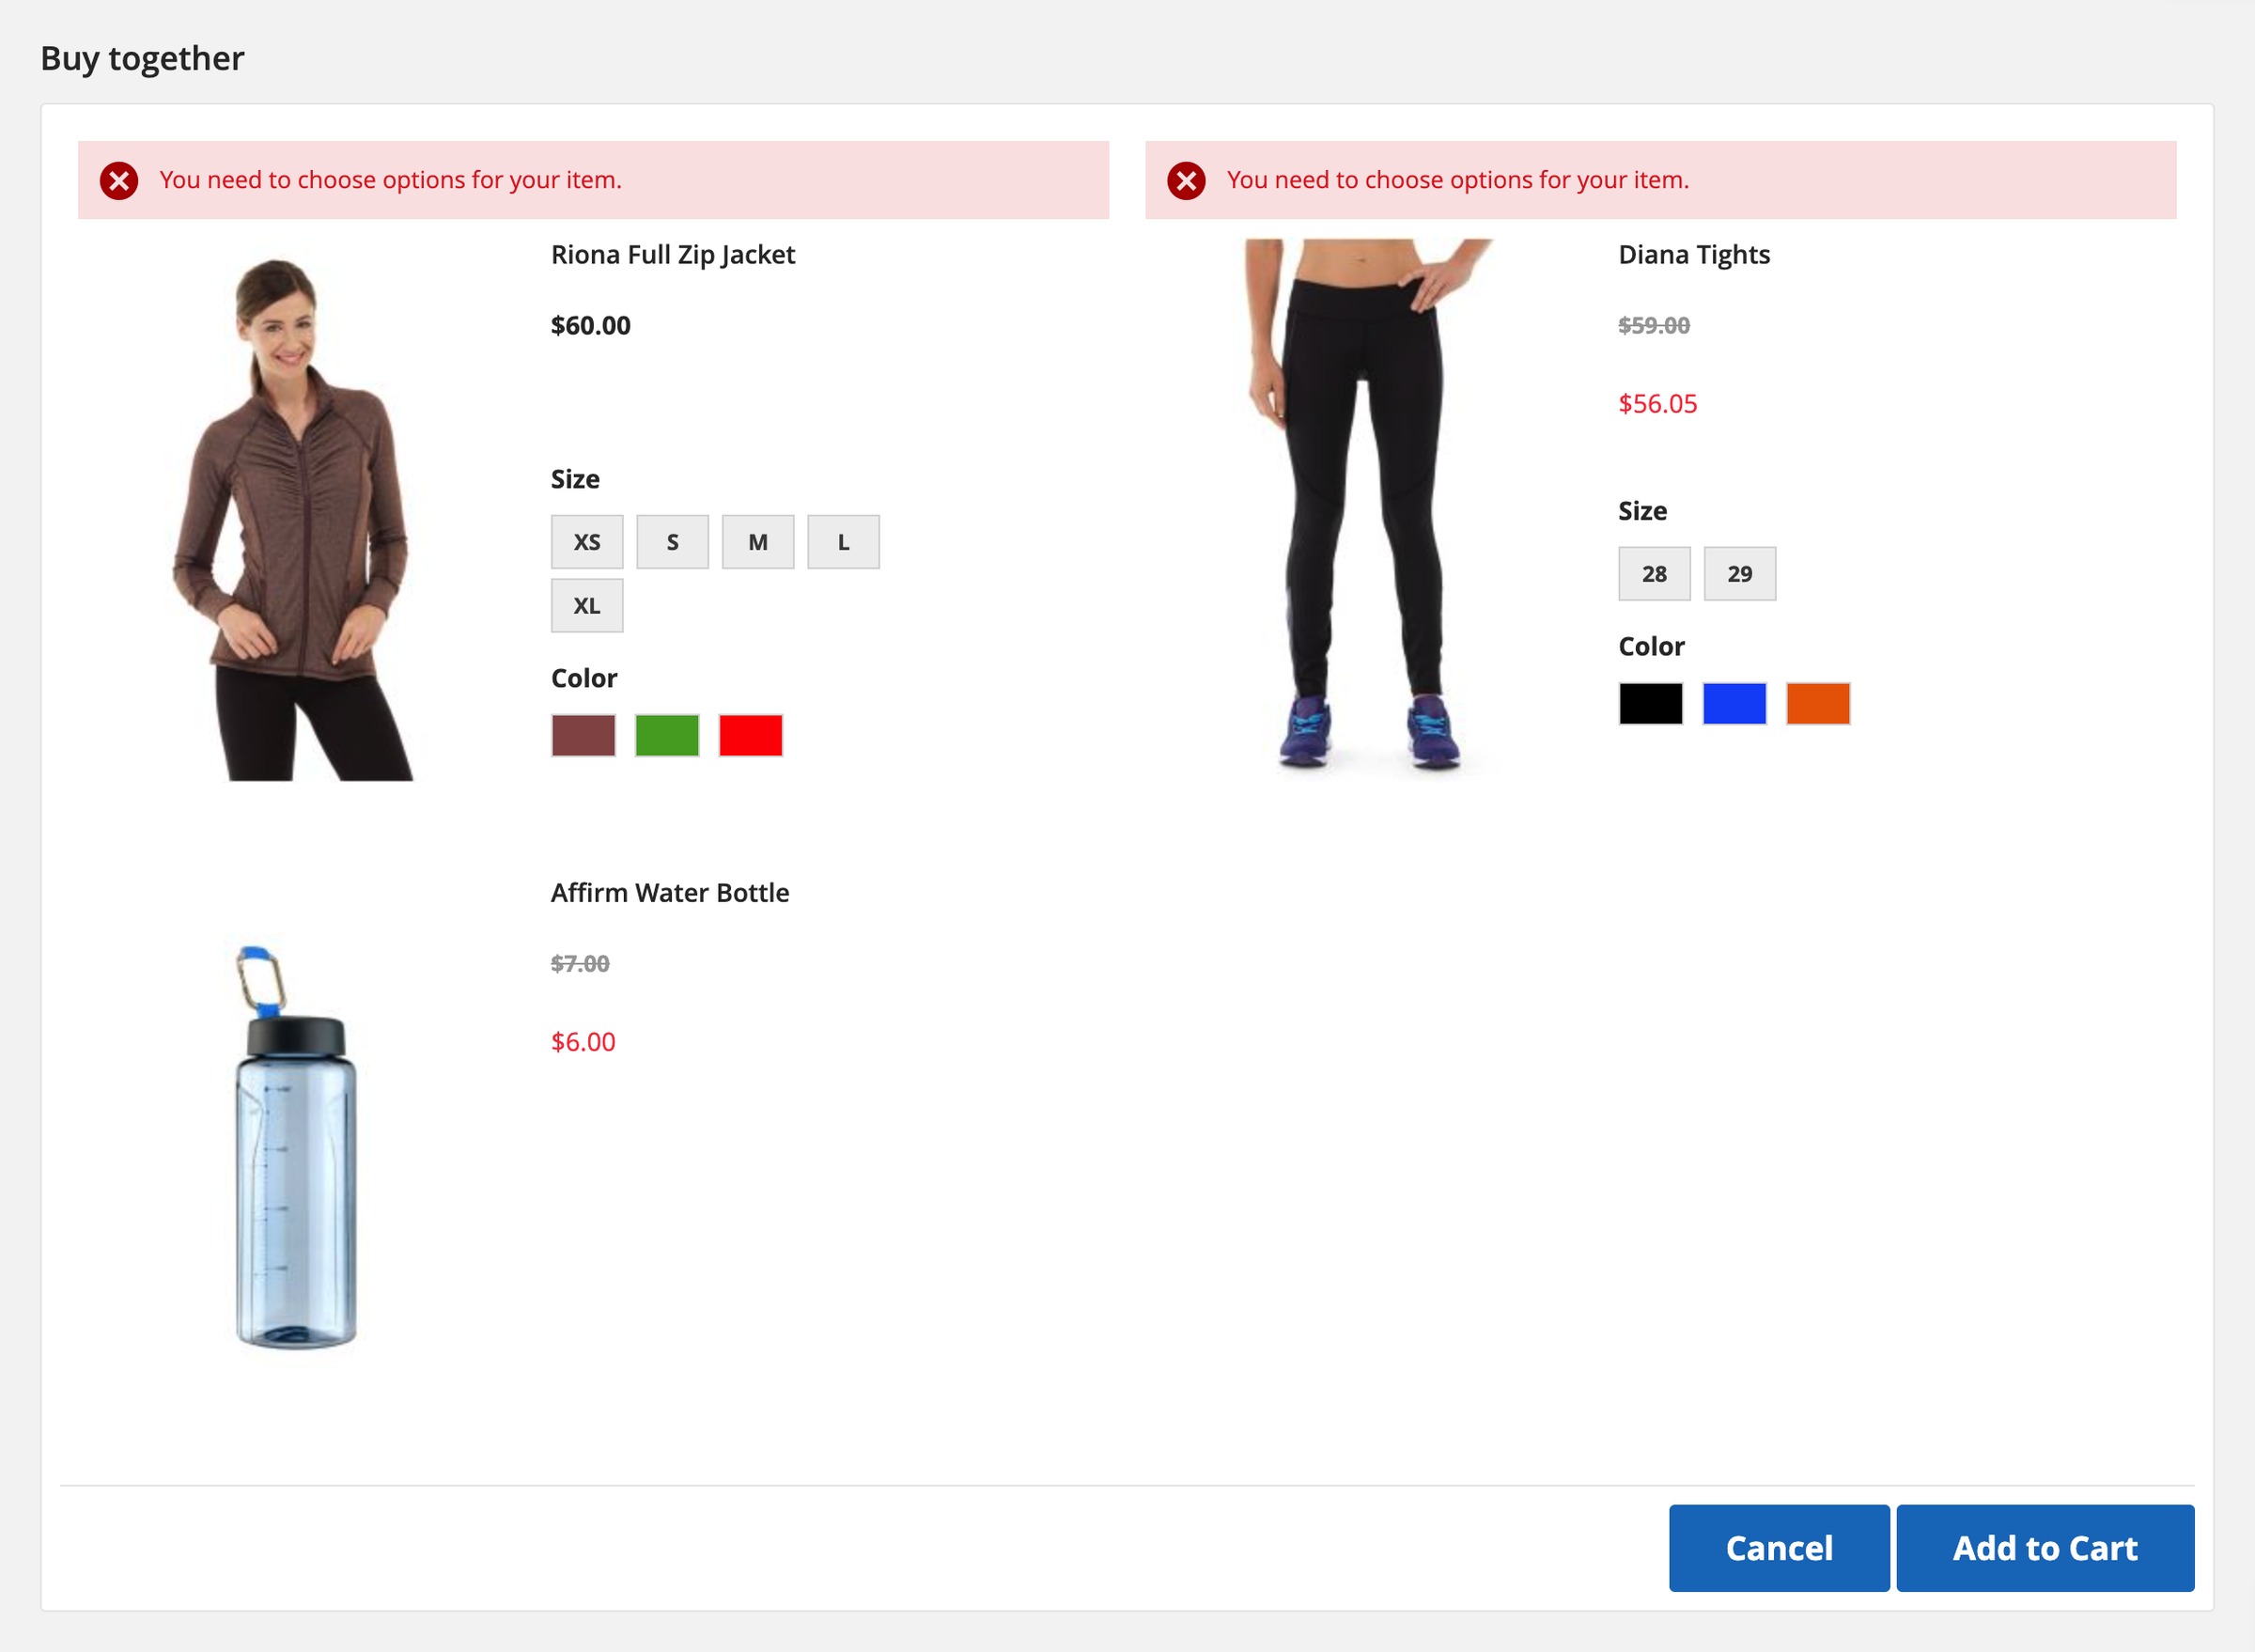 Buy together
You need to choose options for your item.
Riona Full Zip Jacket
$60.00
Size
XS S M L
XL
Color
You need to choose options for your item.
Diana Tights
$59.00
$56.05
Size
28 29
Color
Affirm Water Bottle
$7.00
$6.00
Cancel Add to Cart